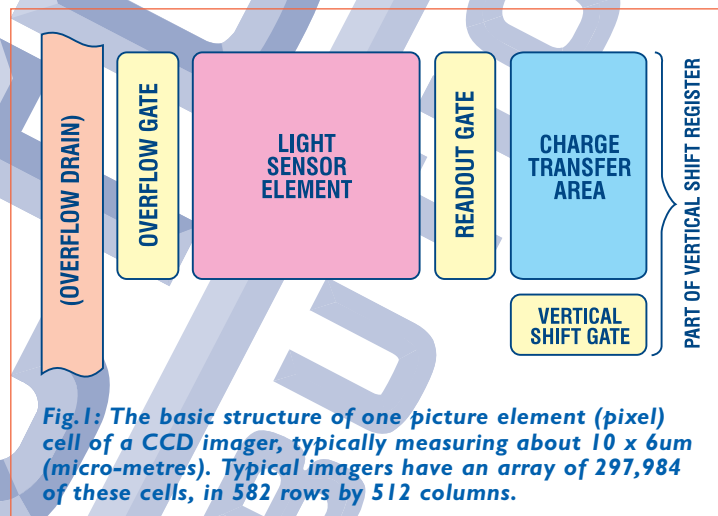 (OVERFLOW DRAIN)
OVERFLOW GATE
LIGHT
SENSOR
ELEMENT
READOUT GATE
CHARGE
TRANSFER
AREA
VERTICAL
SHIFT GATE
PART OF VERTICAL SHIFT REGISTER
Fig.1: The basic structure of one picture element (pixel)
cell of a CCD imager, typically measuring about 10 x 6um
(micro-metres). Typical imagers have an array of 297,984
of these cells, in 582 rows by 512 columns.